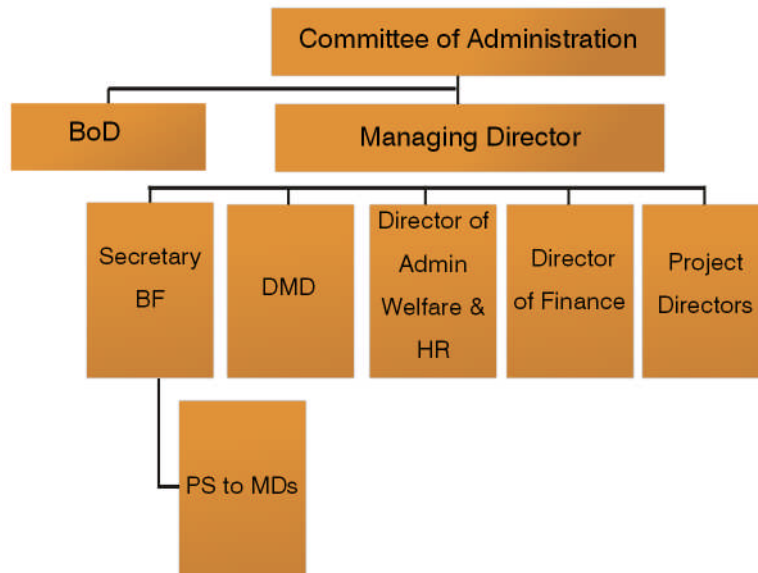 Committee of Administration
BoD
Managing Director
Secretary
BF
DMD
Director of
Admin
Welfare &
HR
Director
of Finance
Project
Directors
PS to MDs